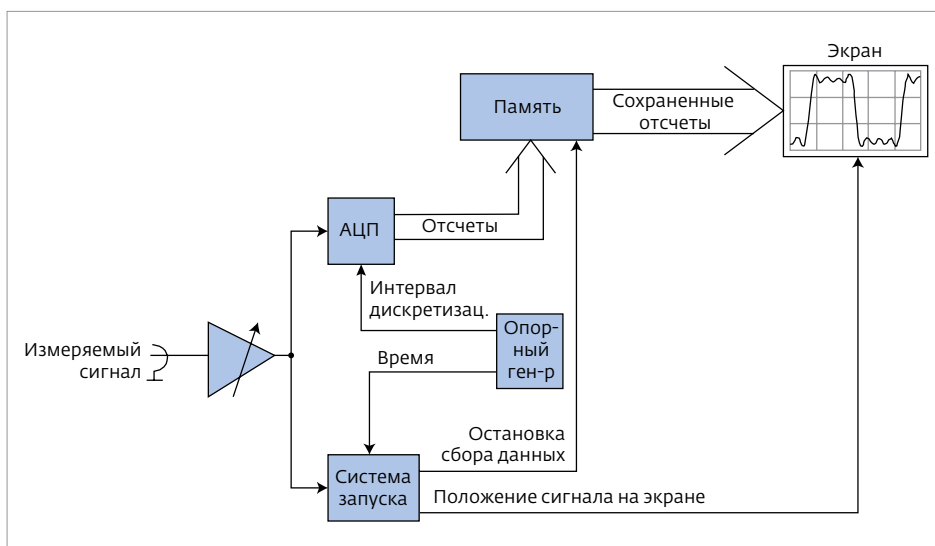 Экран
Память
Сохраненные
отсчеты
АЦП
Отсчеты
Интервал
дискретизац.
Опор-
ный
ген-р
Измеряемый
сигнал
Время
Остановка
сбора данных
Система
запуска
Положение сигнала на экране